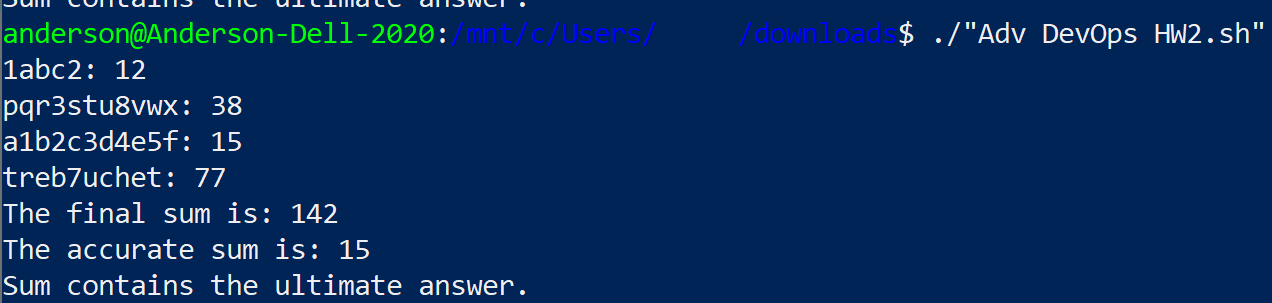 Sum contains the ultimate answer.
anderson@Anderson-Dell-2020:/mnt/c/Users/ /downloads$ ./"Adv DevOps HW2.sh"
1abc2: 12
pqr3stu8vwx: 38
a1b2c3d4e5f: 15
treb7uchet: 77
The final sum is: 142
The accurate sum is: 15
Sum contains the ultimate answer.